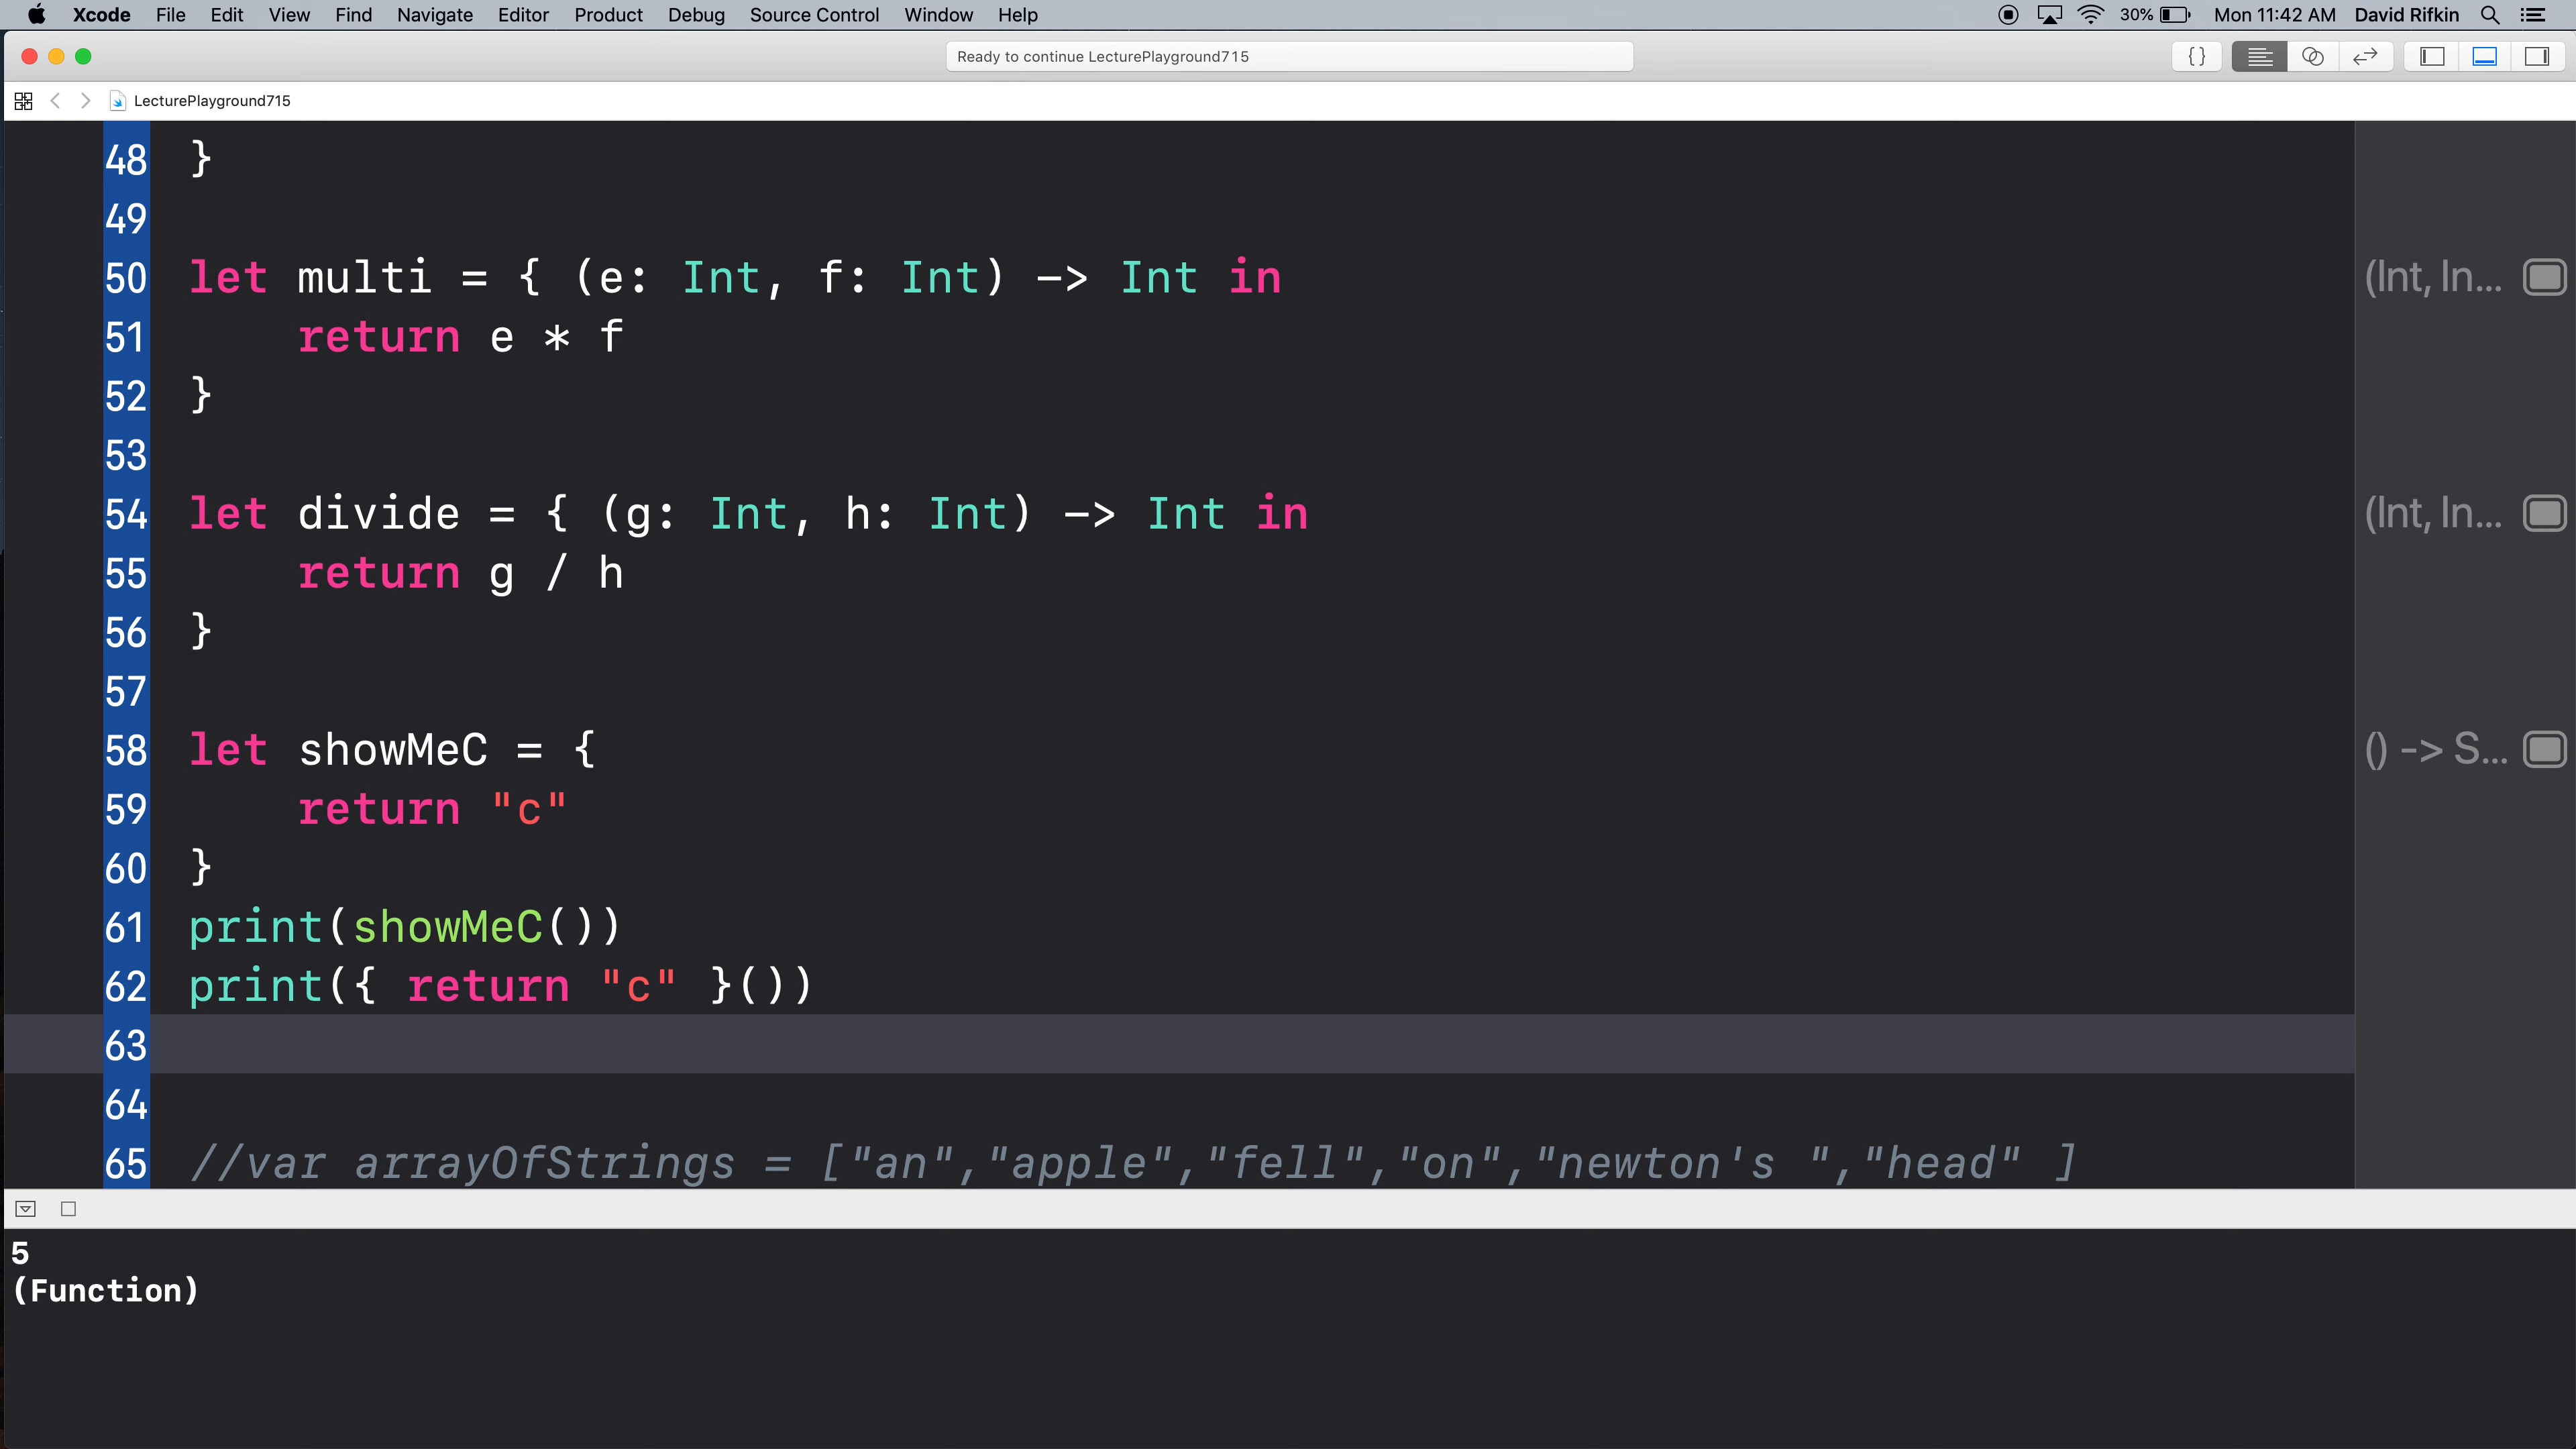 Xcode File Edit View Find Navigate Editor Product Debug Source Control Window Help 30% Mon 11:42 AM David Rifkin
Ready to continue LecturePlayground715 {}
LecturePlayground715
48 }
49
50 let multi = { (e: Int, f: Int) -> Int in (Int, In...
51 return e * f
52 }
53
54 let divide = { (g: Int, h: Int) -> Int in (Int, In...
55 return g / h
56 }
57
58 let showMeC = { () -> S...
59 return "c"
60 }
61 print(showMeC())
62 print({ return "c" }())
63
64
65 //var arrayOfStrings = ["an","apple","fell","on","newton's ","head" ]
5
(Function)